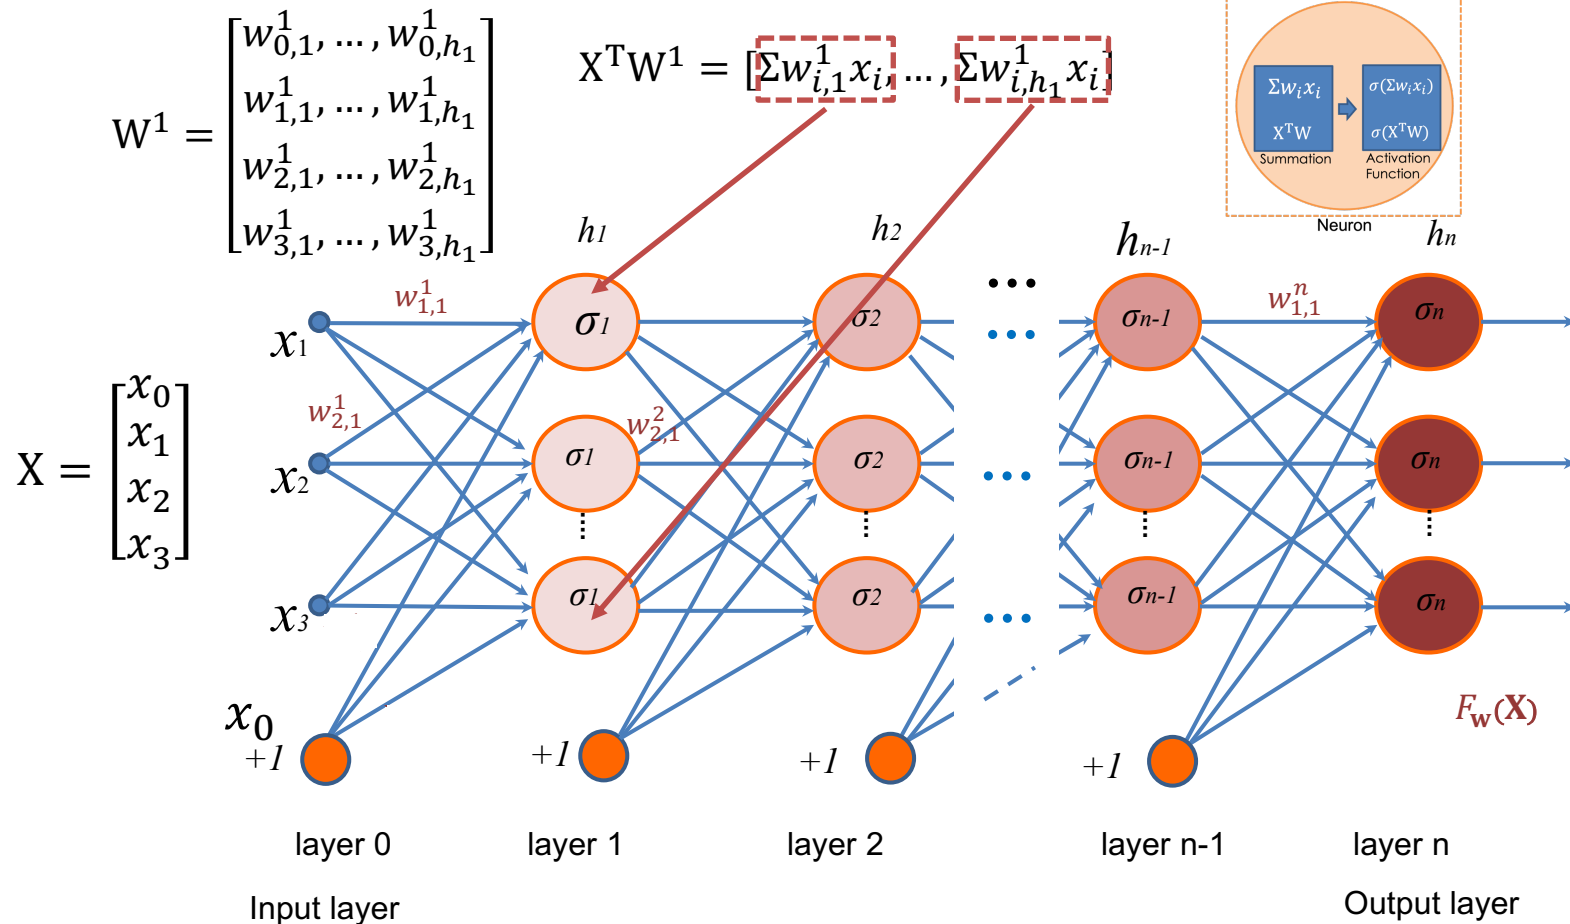 W¹ = [w¹₀,₁, … , w¹₀,ₕ₁
w¹₁,₁, … , w¹₁,ₕ₁
w¹₂,₁, … , w¹₂,ₕ₁
w¹₃,₁, … , w¹₃,ₕ₁]
XᵀW¹ = [Σw¹ᵢ,₁xᵢ, … , Σw¹ᵢ,ₕ₁xᵢ]
Σwᵢxᵢ
XᵀW
Summation
σ(Σwᵢxᵢ)
σ(XᵀW)
Activation
Function
Neuron
h₁ h₂ hₙ₋₁ hₙ
w¹₁,₁ wⁿ₁,₁
x₁ σ₁ σ₂ … … σₙ₋₁ σₙ
w¹₂,₁ w²₂,₁
x₂ σ₁ σ₂ … σₙ₋₁ σₙ
X = [x₀
x₁
x₂
x₃]
x₃ σ₁ σ₂ … σₙ₋₁ σₙ
x₀
+1 +1 +1 +1
F𝐰(𝐗)
layer 0 layer 1 layer 2 layer n-1 layer n
Input layer Output layer